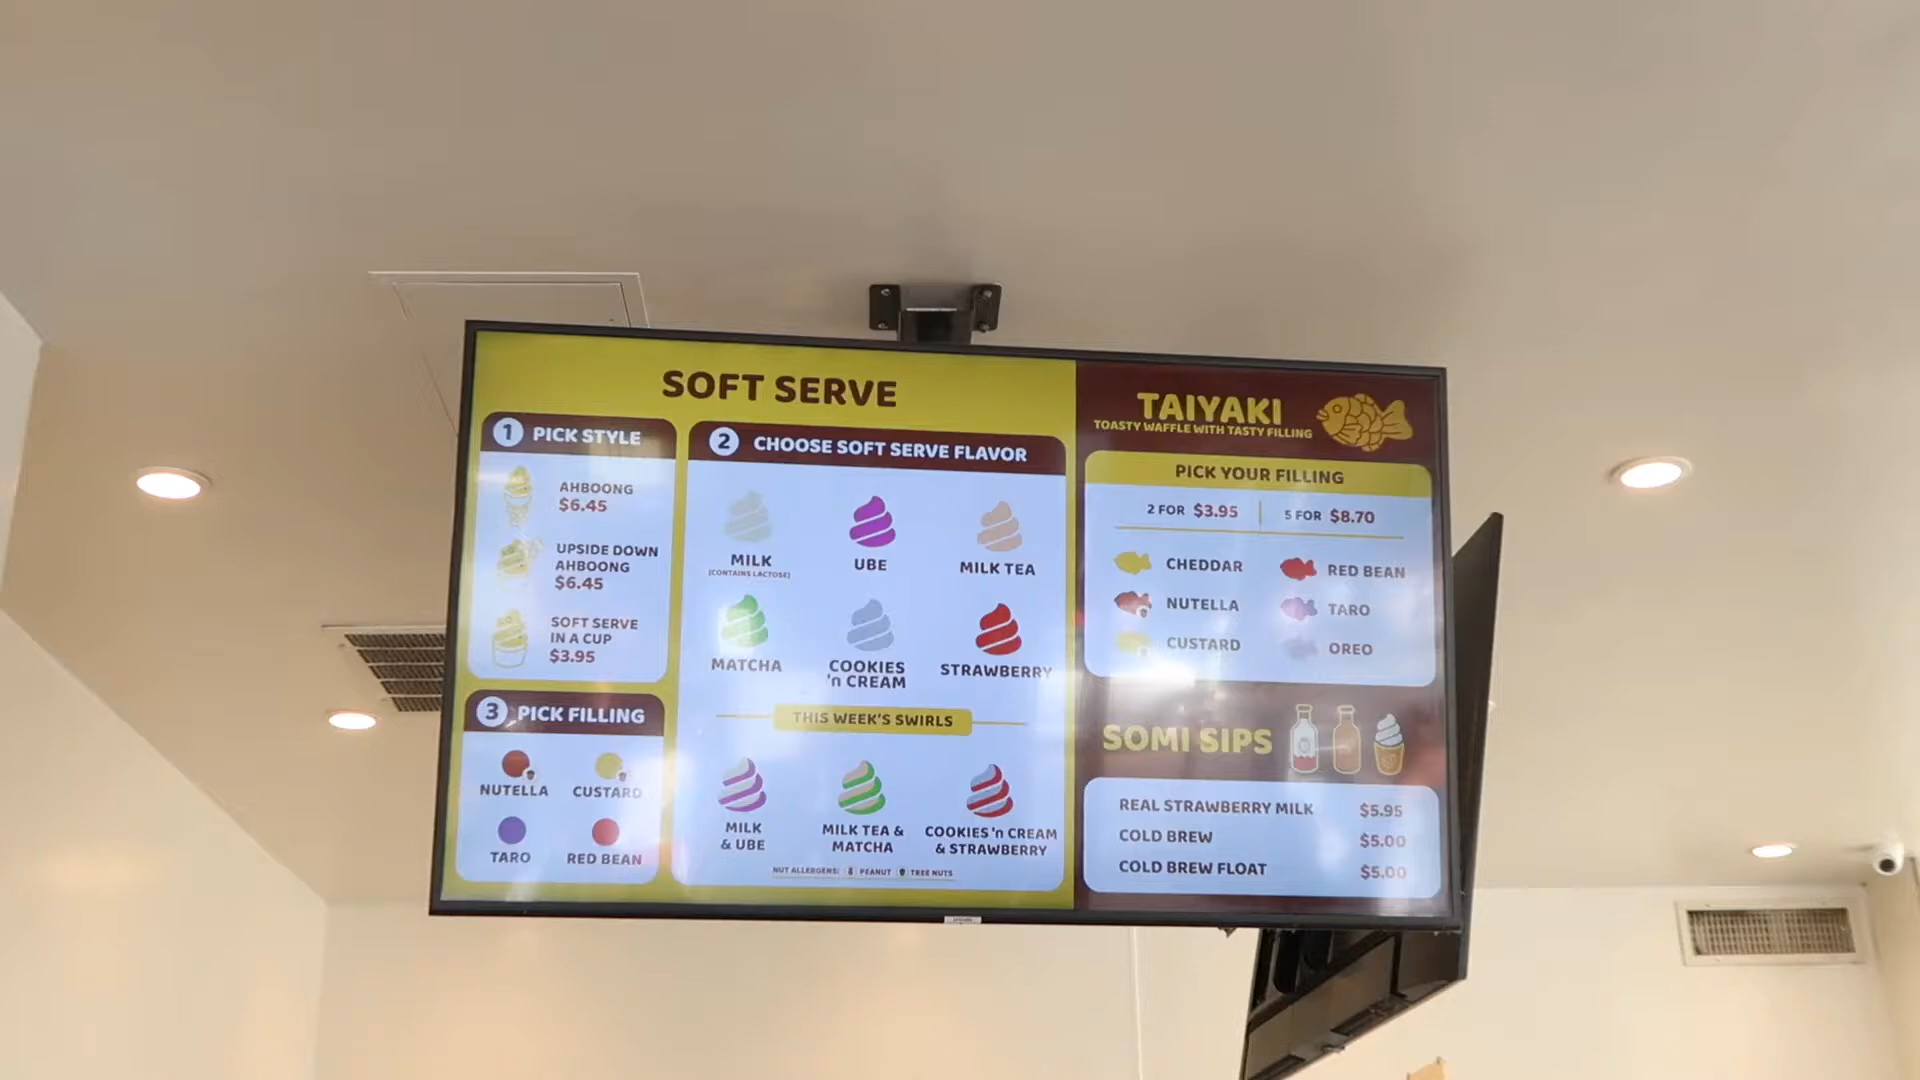 SOFT SERVE
1 PICK STYLE
AHBOONG
$6.45
UPSIDE DOWN
AHBOONG
$6.45
SOFT SERVE
IN A CUP
$3.95
3 PICK FILLING
NUTELLA
CUSTARD
TARO
RED BEAN
2 CHOOSE SOFT SERVE FLAVOR
MILK
(CONTAINS LACTOSE)
UBE
MILK TEA
MATCHA
COOKIES
'n CREAM
STRAWBERRY
THIS WEEK'S SWIRLS
MILK
& UBE
MILK TEA &
MATCHA
COOKIES 'n CREAM
& STRAWBERRY
NUT ALLERGENS: PEANUT TREE NUTS
TAIYAKI
TOASTY WAFFLE WITH TASTY FILLING
PICK YOUR FILLING
2 FOR $3.95
5 FOR $8.70
CHEDDAR
RED BEAN
NUTELLA
TARO
CUSTARD
OREO
SOMI SIPS
REAL STRAWBERRY MILK $5.95
COLD BREW $5.00
COLD BREW FLOAT $5.00